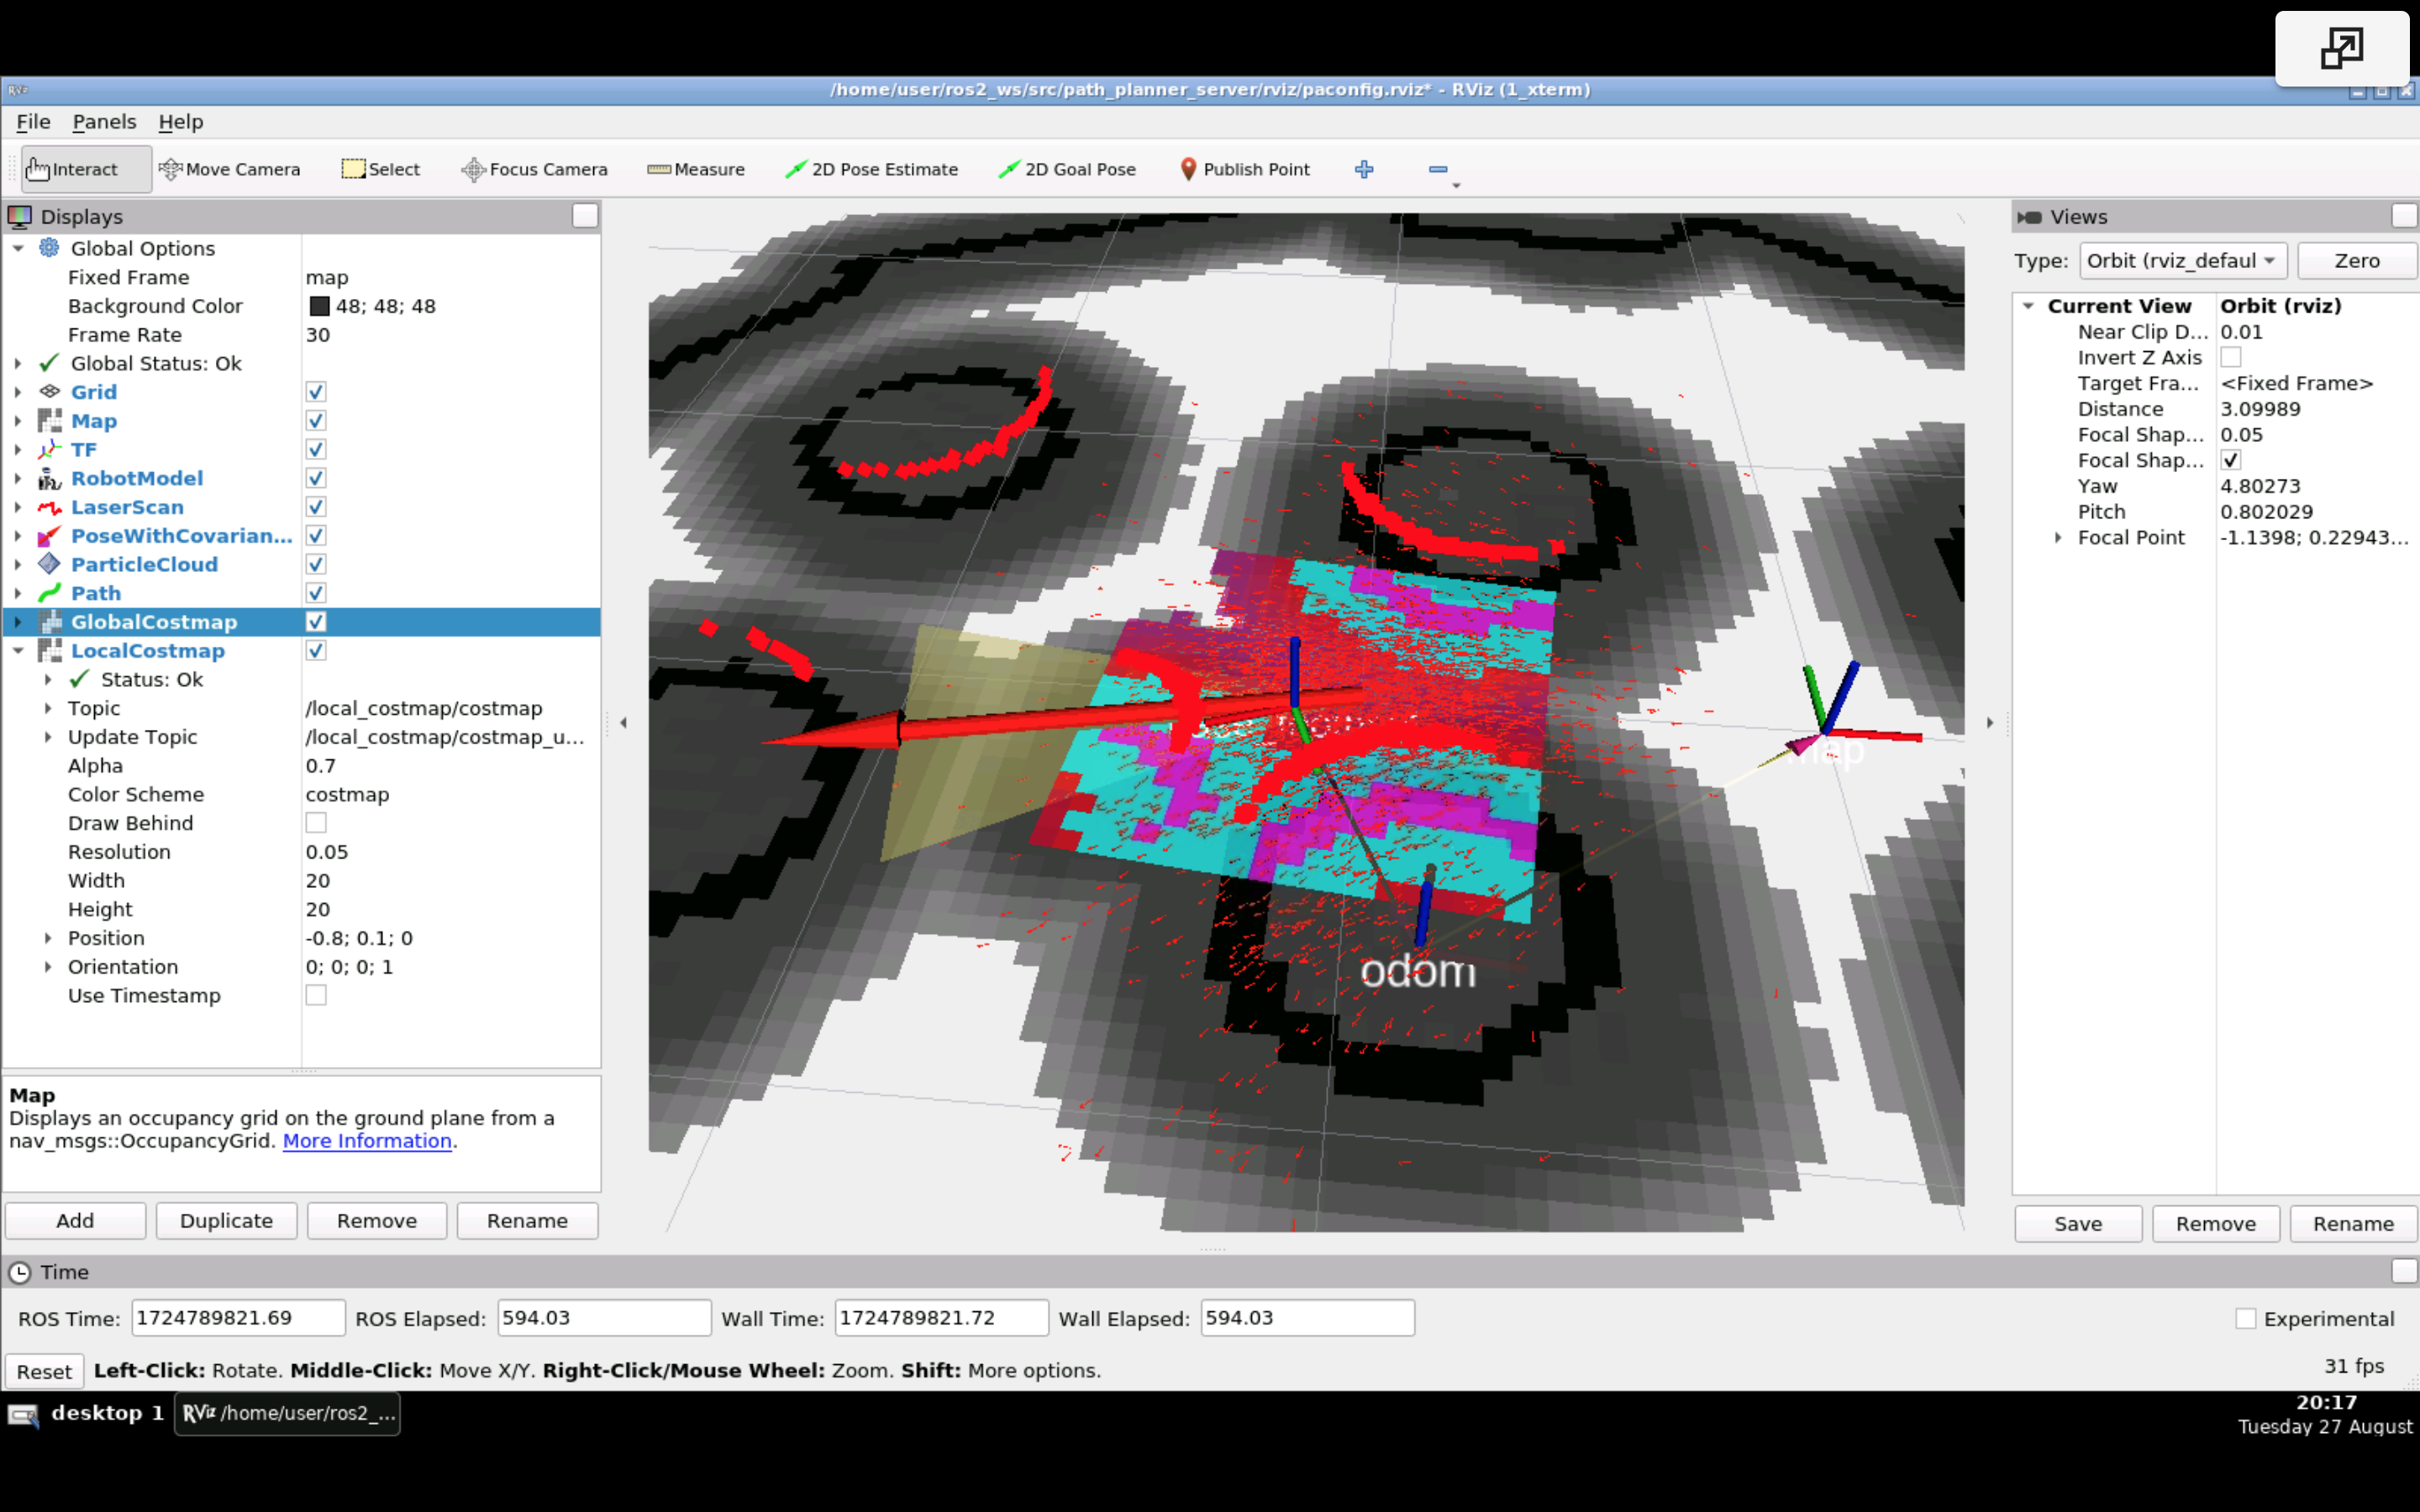 /home/user/ros2_ws/src/path_planner_server/rviz/paconfig.rviz* - RViz (1_xterm)
File Panels Help
Interact Move Camera Select Focus Camera Measure 2D Pose Estimate 2D Goal Pose Publish Point
Displays
Global Options
Fixed Frame map
Background Color 48; 48; 48
Frame Rate 30
Global Status: Ok
Grid
Map
TF
RobotModel
LaserScan
PoseWithCovarian...
ParticleCloud
Path
GlobalCostmap
LocalCostmap
Status: Ok
Topic /local_costmap/costmap
Update Topic /local_costmap/costmap_u...
Alpha 0.7
Color Scheme costmap
Draw Behind
Resolution 0.05
Width 20
Height 20
Position -0.8; 0.1; 0
Orientation 0; 0; 0; 1
Use Timestamp
Map
Displays an occupancy grid on the ground plane from a
nav_msgs::OccupancyGrid. More Information.
Add Duplicate Remove Rename
map
odom
Views
Type: Orbit (rviz_defaul Zero
Current View Orbit (rviz)
Near Clip D... 0.01
Invert Z Axis
Target Fra... <Fixed Frame>
Distance 3.09989
Focal Shap... 0.05
Focal Shap...
Yaw 4.80273
Pitch 0.802029
Focal Point -1.1398; 0.22943...
Save Remove Rename
Time
ROS Time: 1724789821.69 ROS Elapsed: 594.03 Wall Time: 1724789821.72 Wall Elapsed: 594.03 Experimental
Reset Left-Click: Rotate. Middle-Click: Move X/Y. Right-Click/Mouse Wheel: Zoom. Shift: More options. 31 fps
desktop 1 RViz /home/user/ros2_...
20:17
Tuesday 27 August